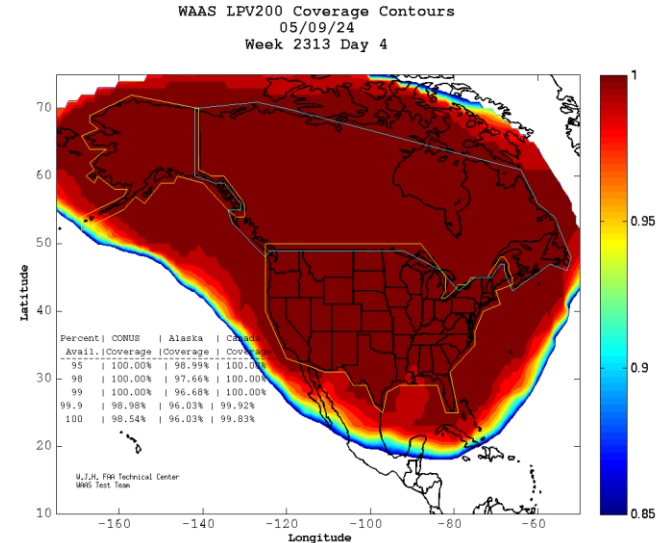 WAAS LPV200 Coverage Contours
05/09/24
Week 2313 Day 4
70
60
50
40
30
20
10
Latitude
-160
-140
-120
-100
-80
-60
Longitude
Percent| CONUS | Alaska | Canada
Avail.|Coverage |Coverage | Coverage
95 | 100.00% | 98.99% | 100.00%
98 | 100.00% | 97.66% | 100.00%
99 | 100.00% | 96.68% | 100.00%
99.9 | 98.98% | 96.03% | 99.92%
100 | 98.54% | 96.03% | 99.83%
W.J.H. FAA Technical Center
WAAS Test Team
1
0.95
0.9
0.85